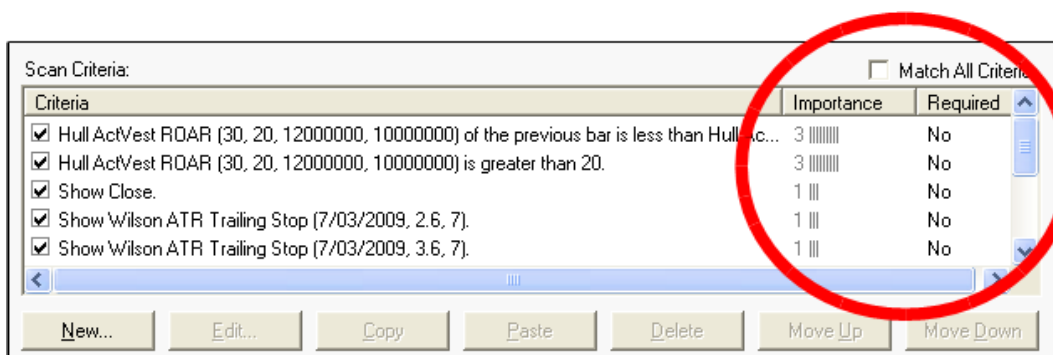 Scan Criteria: Match All Criteria
Criteria Importance Required
Hull ActVest ROAR (30, 20, 12000000, 10000000) of the previous bar is less than Hull Ac... 3 No
Hull ActVest ROAR (30, 20, 12000000, 10000000) is greater than 20. 3 No
Show Close. 1 No
Show Wilson ATR Trailing Stop (7/03/2009, 2.6, 7). 1 No
Show Wilson ATR Trailing Stop (7/03/2009, 3.6, 7). 1 No
New... Edit... Copy Paste Delete Move Up Move Down